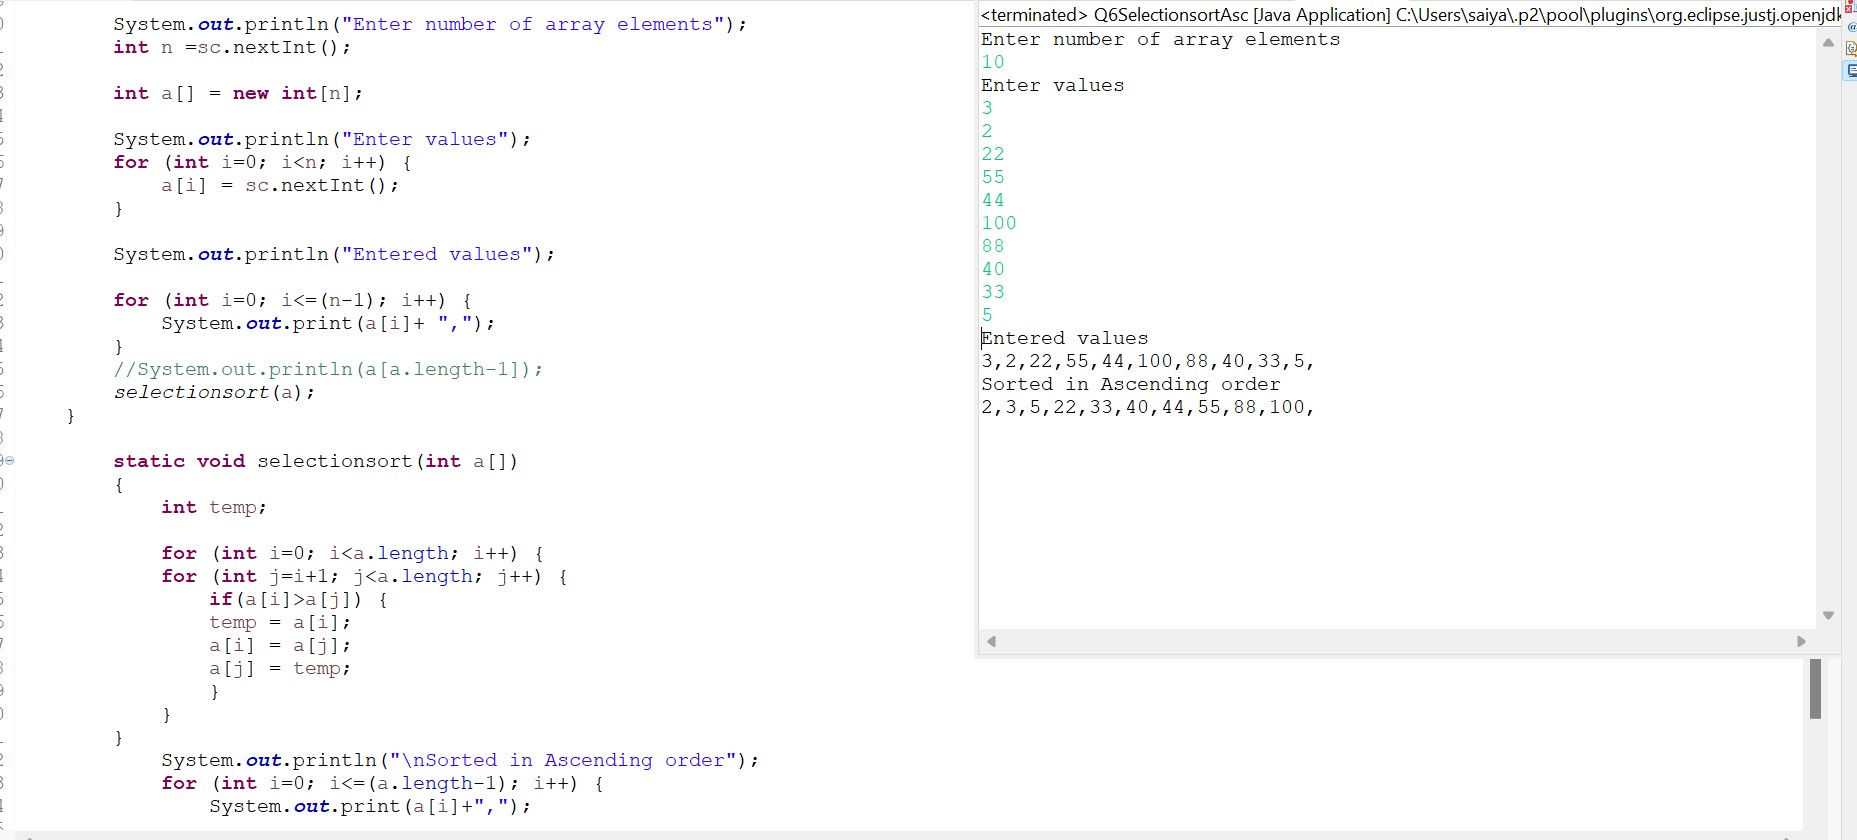 System.out.println("Enter number of array elements");
int n =sc.nextInt();
int a[] = new int[n];
System.out.println("Enter values");
for (int i=0; i<n; i++) {
a[i] = sc.nextInt();
}
System.out.println("Entered values");
for (int i=0; i<=(n-1); i++) {
System.out.print(a[i]+ ",");
}
//System.out.println(a[a.length-1]);
selectionsort(a);
}
static void selectionsort(int a[])
{
int temp;
for (int i=0; i<a.length; i++) {
for (int j=i+1; j<a.length; j++) {
if(a[i]>a[j]) {
temp = a[i];
a[i] = a[j];
a[j] = temp;
}
}
}
System.out.println("\nSorted in Ascending order");
for (int i=0; i<=(a.length-1); i++) {
System.out.print(a[i]+",");
<terminated> Q6SelectionsortAsc [Java Application] C:\Users\saiya\.p2\pool\plugins\org.eclipse.justj.openjdk
Enter number of array elements
10
Enter values
3
2
22
55
44
100
88
40
33
5
Entered values
3,2,22,55,44,100,88,40,33,5,
Sorted in Ascending order
2,3,5,22,33,40,44,55,88,100,